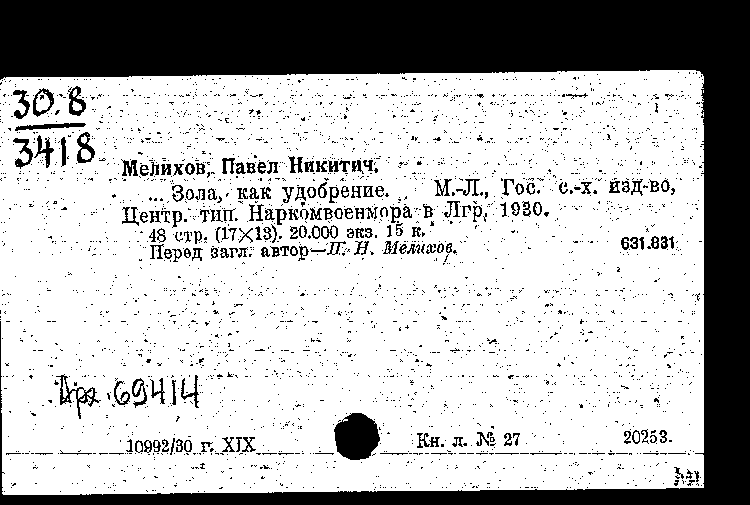 30.8
3418
Мелихов, Павел Никитич.
... Зола, как удобрение. М.-Л., Гос. с.-х. изд-во,
Центр. тип. Наркомвоенмора в Лгр, 1930.
48 стр. (17×13). 20.000 экз. 15 к.
Перед загл. автор—П. Н. Мелихов.
631.831
69414
10992/30 г. XIX
Кн. л. № 27
20253.